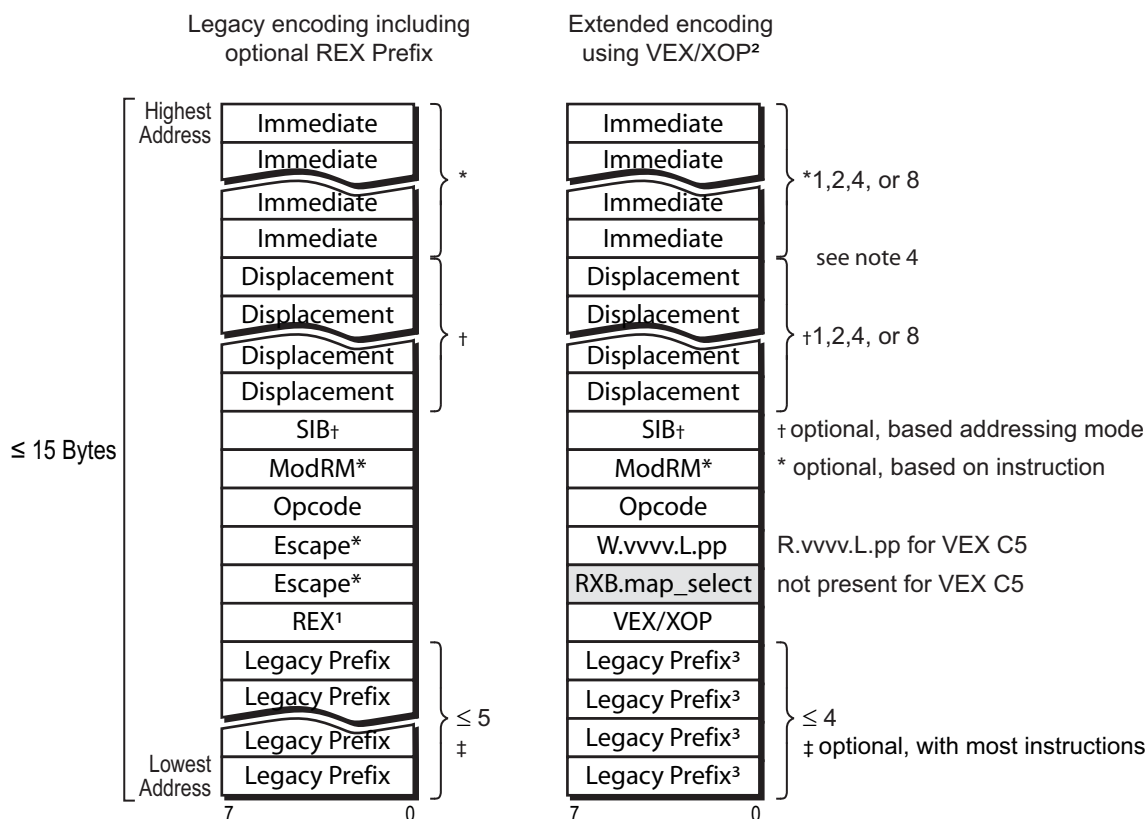 Legacy encoding including
optional REX Prefix
Extended encoding
using VEX/XOP²
Highest
Address
≤ 15 Bytes
Lowest
Address
Immediate
Immediate
Immediate
Immediate
*
Displacement
Displacement
Displacement
Displacement
†
SIB†
ModRM*
Opcode
Escape*
Escape*
REX¹
Legacy Prefix
Legacy Prefix
Legacy Prefix
Legacy Prefix
≤ 5
‡
7 0
Immediate
Immediate
Immediate
Immediate
*1,2,4, or 8
see note 4
Displacement
Displacement
Displacement
Displacement
†1,2,4, or 8
SIB†
† optional, based addressing mode
ModRM*
* optional, based on instruction
Opcode
W.vvvv.L.pp
R.vvvv.L.pp for VEX C5
RXB.map_select
not present for VEX C5
VEX/XOP
Legacy Prefix³
Legacy Prefix³
Legacy Prefix³
Legacy Prefix³
≤ 4
‡ optional, with most instructions
7 0